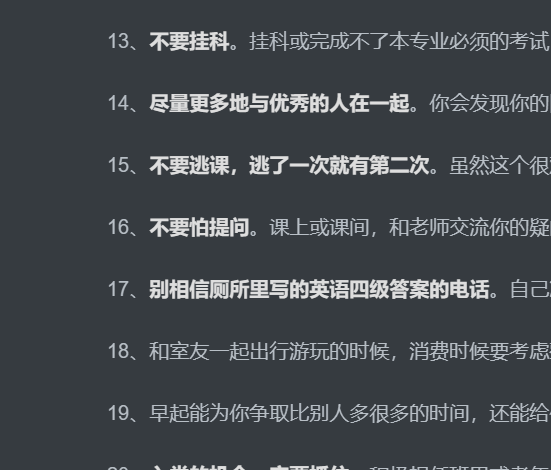 13、不要挂科。挂科或完成不了本专业必须的考试
14、尽量更多地与优秀的人在一起。你会发现你的
15、不要逃课，逃了一次就有第二次。虽然这个很
16、不要怕提问。课上或课间，和老师交流你的疑
17、别相信厕所里写的英语四级答案的电话。自己
18、和室友一起出行游玩的时候，消费时候要考虑
19、早起能为你争取比别人多很多的时间，还能给